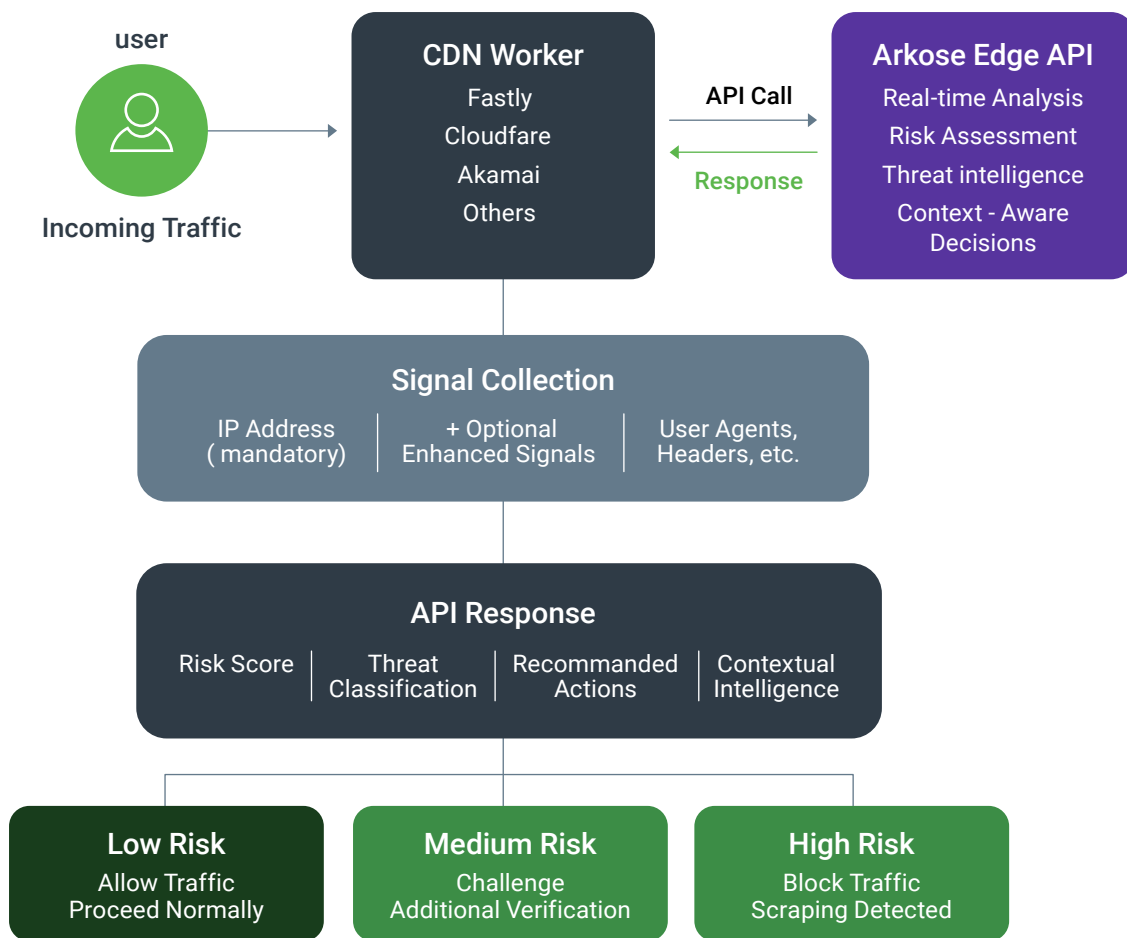 user
Incoming Traffic
CDN Worker
Fastly
Cloudfare
Akamai
Others
API Call
Response
Arkose Edge API
Real-time Analysis
Risk Assessment
Threat intelligence
Context - Aware
Decisions
Signal Collection
IP Address
( mandatory)
+ Optional
Enhanced Signals
User Agents,
Headers, etc.
API Response
Risk Score
Threat
Classification
Recommanded
Actions
Contextual
Intelligence
Low Risk
Allow Traffic
Proceed Normally
Medium Risk
Challenge
Additional Verification
High Risk
Block Traffic
Scraping Detected